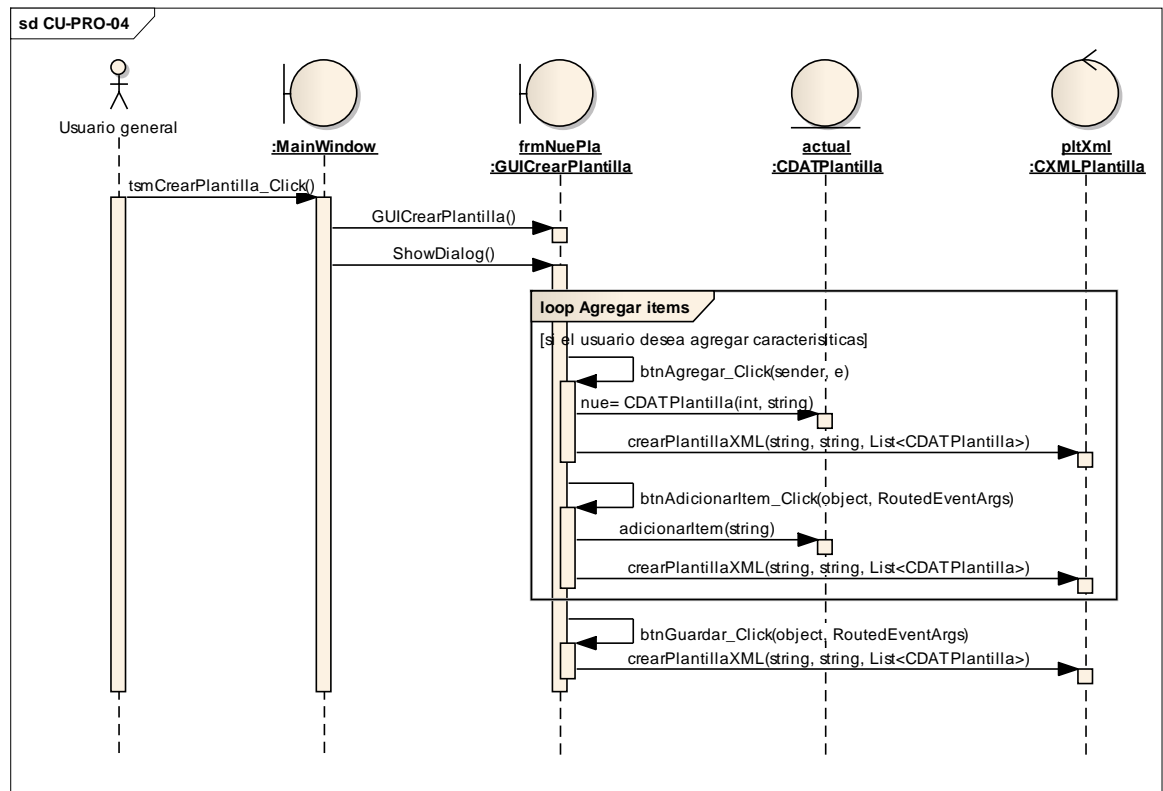 sd CU-PRO-04
Usuario general
:MainWindow
frmNuePla
:GUICrearPlantilla
actual
:CDATPlantilla
pltXml
:CXMLPlantilla
tsmCrearPlantilla_Click()
GUICrearPlantilla()
ShowDialog()
loop Agregar items
[si el usuario desea agregar caracterisiticas]
btnAgregar_Click(sender, e)
nue= CDATPlantilla(int, string)
crearPlantillaXML(string, string, List<CDATPlantilla>)
btnAdicionarItem_Click(object, RoutedEventArgs)
adicionarItem(string)
crearPlantillaXML(string, string, List<CDATPlantilla>)
btnGuardar_Click(object, RoutedEventArgs)
crearPlantillaXML(string, string, List<CDATPlantilla>)